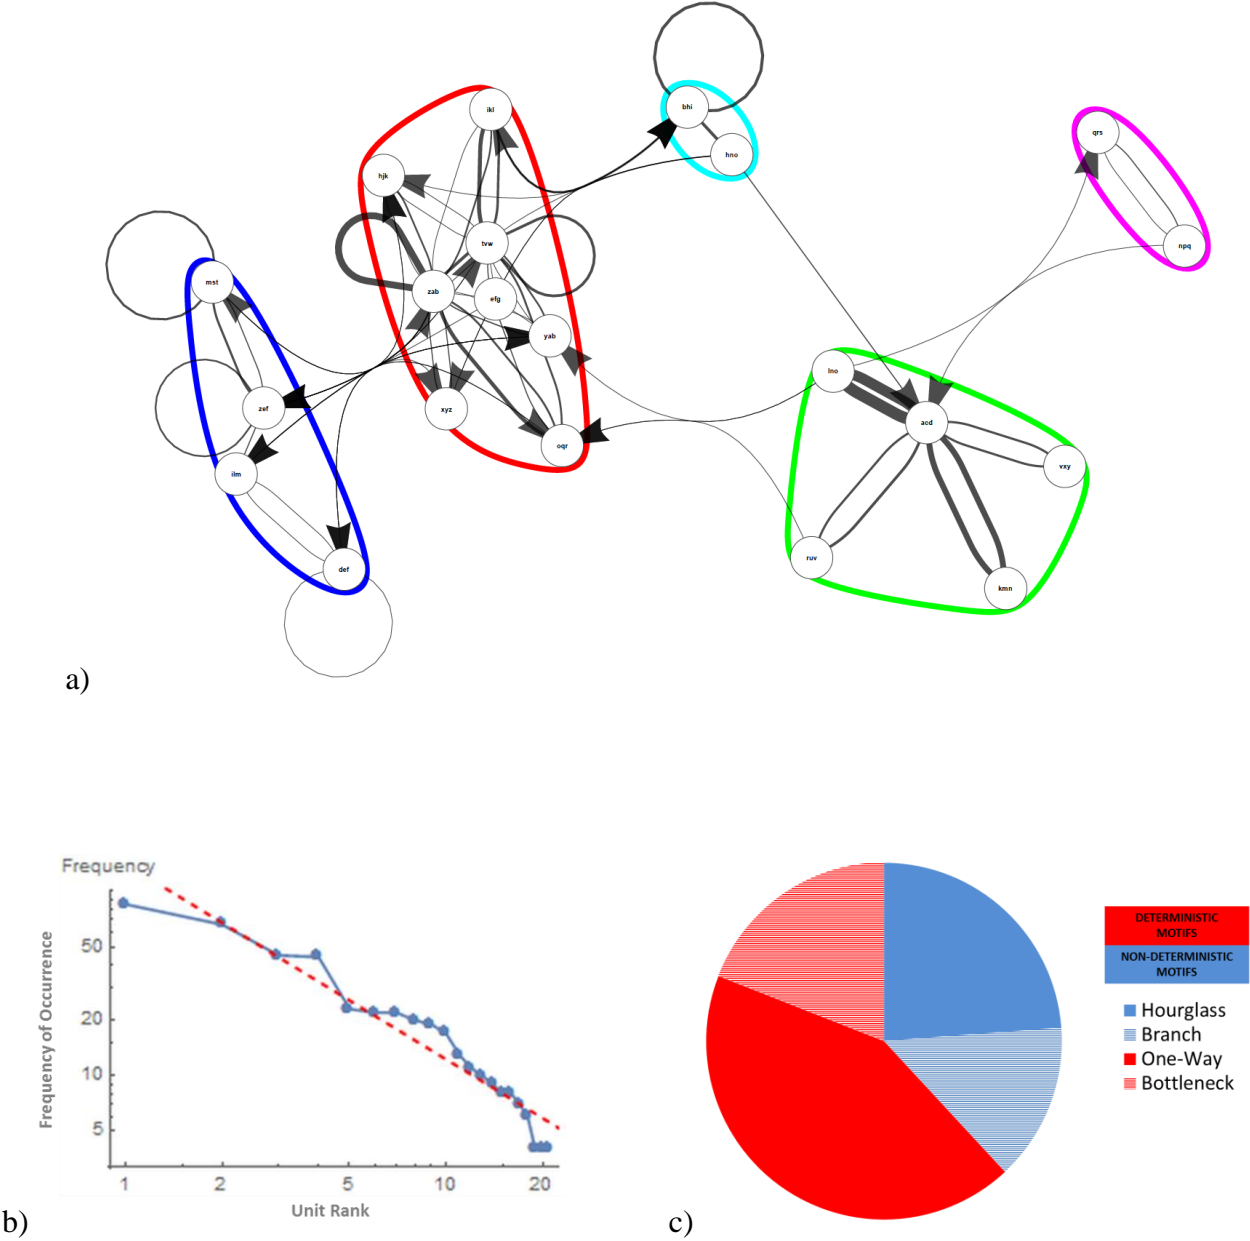 ikl
bhi
hno
qrs
hjk
tvw
npq
mst
zab
efg
yab
lno
zef
xyz
acd
oqr
vxy
ilm
ruv
def
kmn
a)
Frequency
DETERMINISTIC
MOTIFS
NON-DETERMINISTIC
MOTIFS
Hourglass
Branch
One-Way
Bottleneck
Frequency of Occurrence
50
20
10
5
1
2
5
10
20
Unit Rank
b)
c)